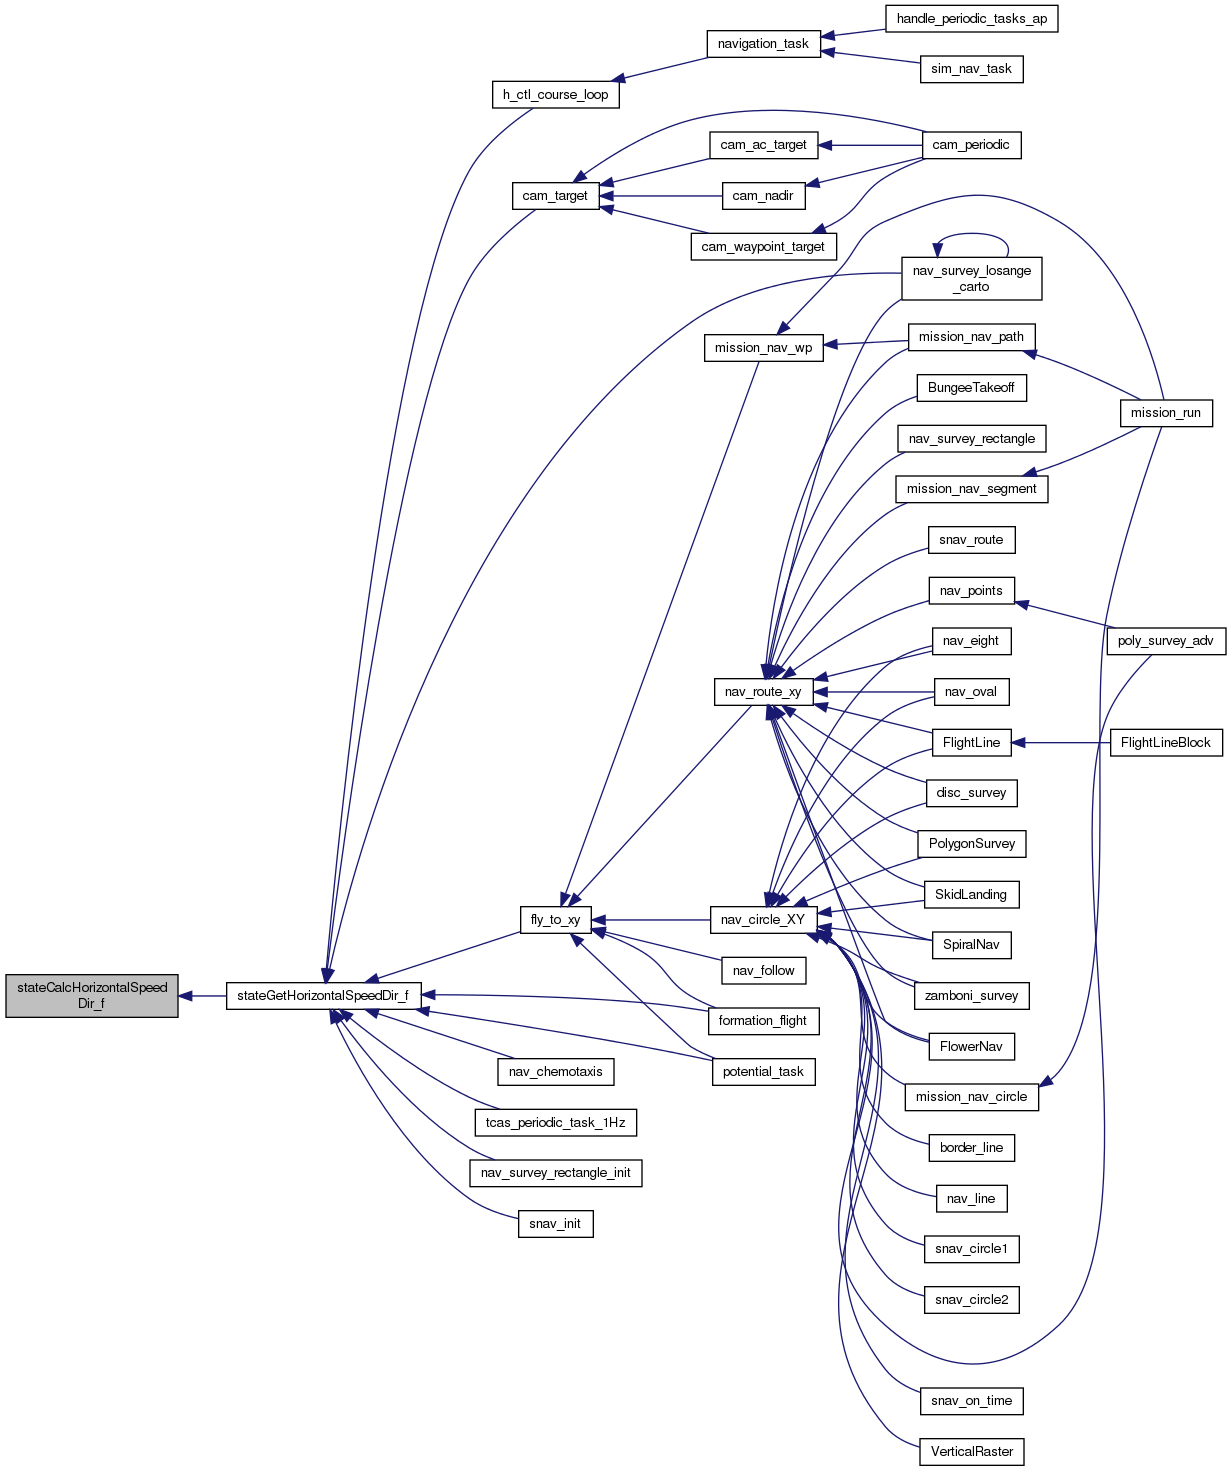 handle_periodic_tasks_ap
navigation_task
sim_nav_task
h_ctl_course_loop
cam_ac_target
cam_periodic
cam_target
cam_nadir
cam_waypoint_target
nav_survey_losange
_carto
mission_nav_wp
mission_nav_path
BungeeTakeoff
mission_run
nav_survey_rectangle
mission_nav_segment
snav_route
nav_points
nav_eight
poly_survey_adv
nav_route_xy
nav_oval
FlightLine
FlightLineBlock
disc_survey
PolygonSurvey
SkidLanding
fly_to_xy
nav_circle_XY
SpiralNav
nav_follow
stateCalcHorizontalSpeed
Dir_f
stateGetHorizontalSpeedDir_f
zamboni_survey
formation_flight
FlowerNav
nav_chemotaxis
potential_task
mission_nav_circle
tcas_periodic_task_1Hz
border_line
nav_survey_rectangle_init
nav_line
snav_init
snav_circle1
snav_circle2
snav_on_time
VerticalRaster